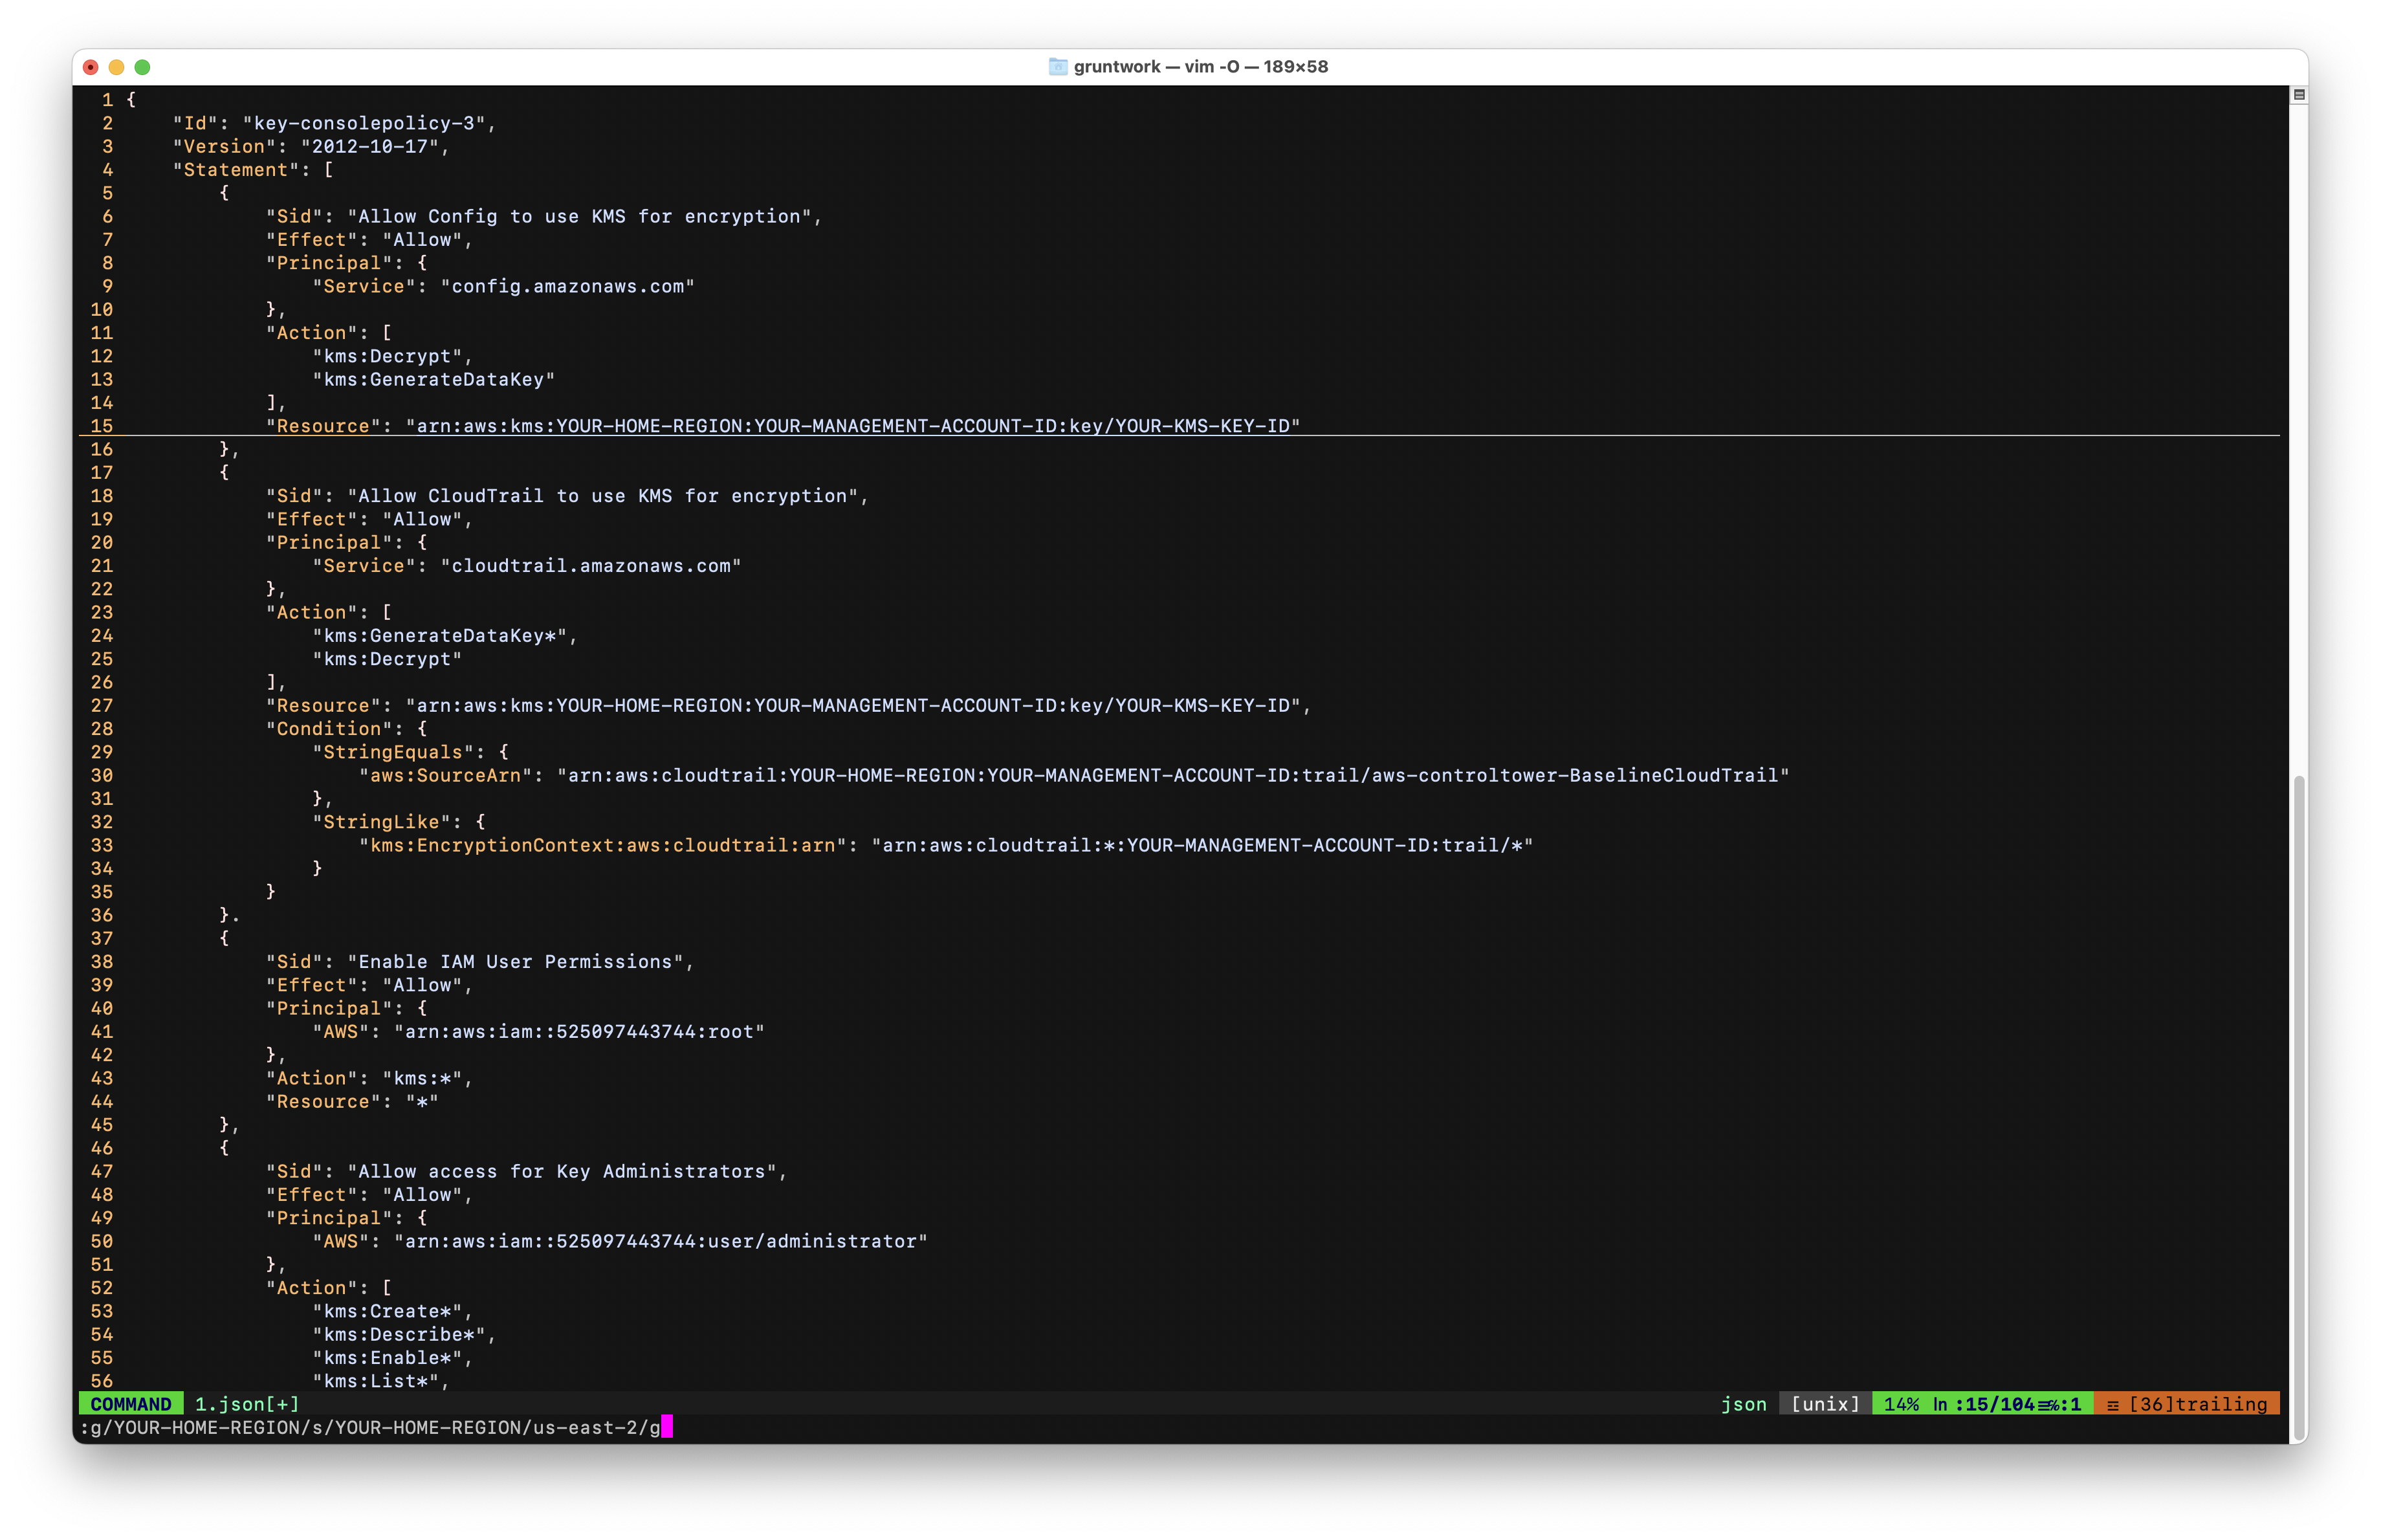 gruntwork — vim -O — 189×58
1 {
2     "Id": "key-consolepolicy-3",
3     "Version": "2012-10-17",
4     "Statement": [
5         {
6             "Sid": "Allow Config to use KMS for encryption",
7             "Effect": "Allow",
8             "Principal": {
9                 "Service": "config.amazonaws.com"
10             },
11             "Action": [
12                 "kms:Decrypt",
13                 "kms:GenerateDataKey"
14             ],
15             "Resource": "arn:aws:kms:YOUR-HOME-REGION:YOUR-MANAGEMENT-ACCOUNT-ID:key/YOUR-KMS-KEY-ID"
16         },
17         {
18             "Sid": "Allow CloudTrail to use KMS for encryption",
19             "Effect": "Allow",
20             "Principal": {
21                 "Service": "cloudtrail.amazonaws.com"
22             },
23             "Action": [
24                 "kms:GenerateDataKey*",
25                 "kms:Decrypt"
26             ],
27             "Resource": "arn:aws:kms:YOUR-HOME-REGION:YOUR-MANAGEMENT-ACCOUNT-ID:key/YOUR-KMS-KEY-ID",
28             "Condition": {
29                 "StringEquals": {
30                     "aws:SourceArn": "arn:aws:cloudtrail:YOUR-HOME-REGION:YOUR-MANAGEMENT-ACCOUNT-ID:trail/aws-controltower-BaselineCloudTrail"
31                 },
32                 "StringLike": {
33                     "kms:EncryptionContext:aws:cloudtrail:arn": "arn:aws:cloudtrail:*:YOUR-MANAGEMENT-ACCOUNT-ID:trail/*"
34                 }
35             }
36         }.
37         {
38             "Sid": "Enable IAM User Permissions",
39             "Effect": "Allow",
40             "Principal": {
41                 "AWS": "arn:aws:iam::525097443744:root"
42             },
43             "Action": "kms:*",
44             "Resource": "*"
45         },
46         {
47             "Sid": "Allow access for Key Administrators",
48             "Effect": "Allow",
49             "Principal": {
50                 "AWS": "arn:aws:iam::525097443744:user/administrator"
51             },
52             "Action": [
53                 "kms:Create*",
54                 "kms:Describe*",
55                 "kms:Enable*",
56                 "kms:List*",
COMMAND 1.json[+] json [unix] 14% ln :15/104≡℅:1 ☲ [36]trailing
:g/YOUR-HOME-REGION/s/YOUR-HOME-REGION/us-east-2/g